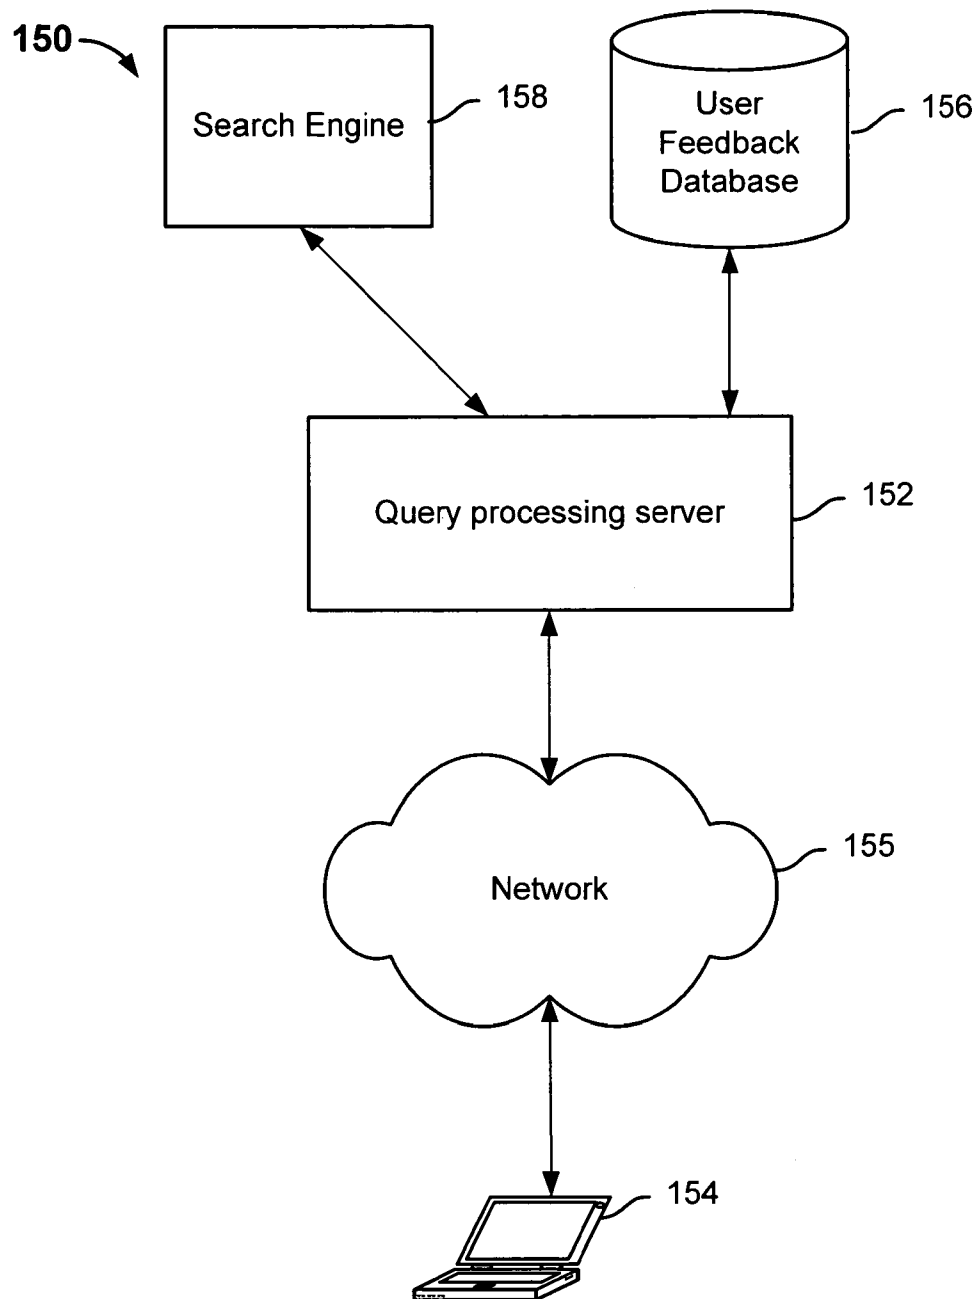 150
Search Engine
158
User
Feedback
Database
156
Query processing server
152
Network
155
154